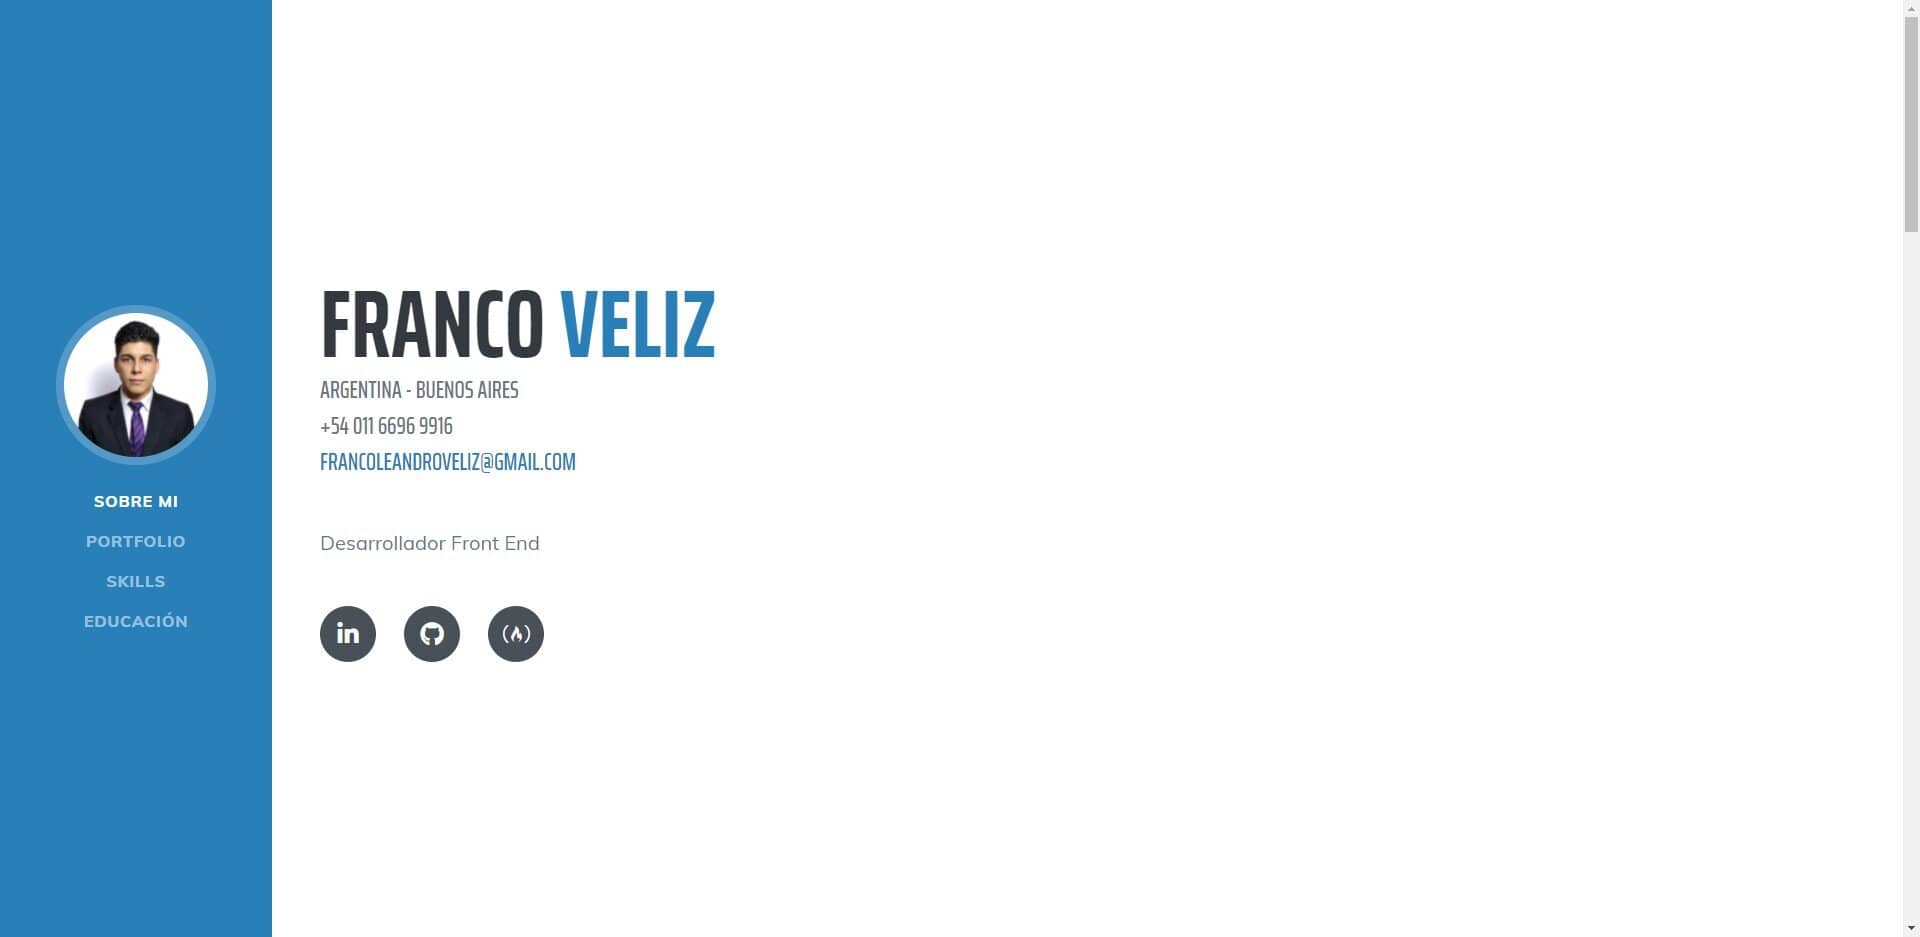 SOBRE MI
PORTFOLIO
SKILLS
EDUCACIÓN
FRANCO VELIZ
ARGENTINA - BUENOS AIRES
+54 011 6696 9916
FRANCOLEANDROVELIZ@GMAIL.COM
Desarrollador Front End
in